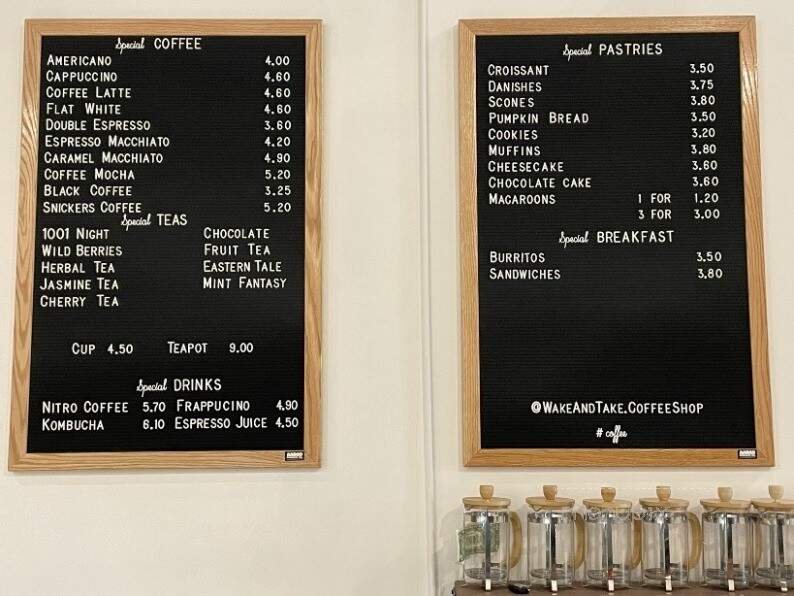 Special COFFEE
AMERICANO 4.00
CAPPUCCINO 4.60
COFFEE LATTE 4.60
FLAT WHITE 4.60
DOUBLE ESPRESSO 3.60
ESPRESSO MACCHIATO 4.20
CARAMEL MACCHIATO 4.90
COFFEE MOCHA 5.20
BLACK COFFEE 3.25
SNICKERS COFFEE 5.20
Special TEAS
1001 NIGHT CHOCOLATE
WILD BERRIES FRUIT TEA
HERBAL TEA EASTERN TALE
JASMINE TEA MINT FANTASY
CHERRY TEA
CUP 4.50 TEAPOT 9.00
Special DRINKS
NITRO COFFEE 5.70 FRAPPUCINO 4.90
KOMBUCHA 6.10 ESPRESSO JUICE 4.50
Special PASTRIES
CROISSANT 3.50
DANISHES 3.75
SCONES 3.80
PUMPKIN BREAD 3.50
COOKIES 3.20
MUFFINS 3.80
CHEESECAKE 3.60
CHOCOLATE CAKE 3.60
MACAROONS 1 FOR 1.20
3 FOR 3.00
Special BREAKFAST
BURRITOS 3.50
SANDWICHES 3.80
@WAKEANDTAKE.COFFEESHOP
# coffee